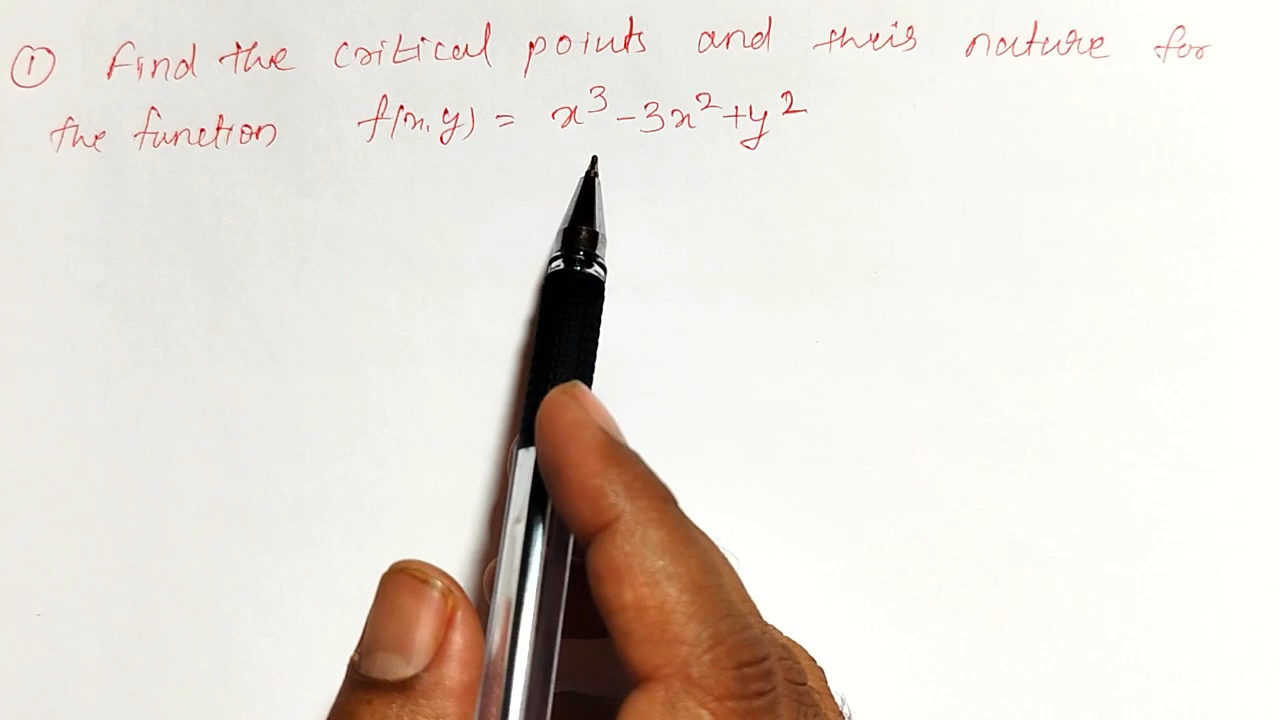 ① Find the critical points and their nature for
the function f(x,y) = x³-3x²+y²